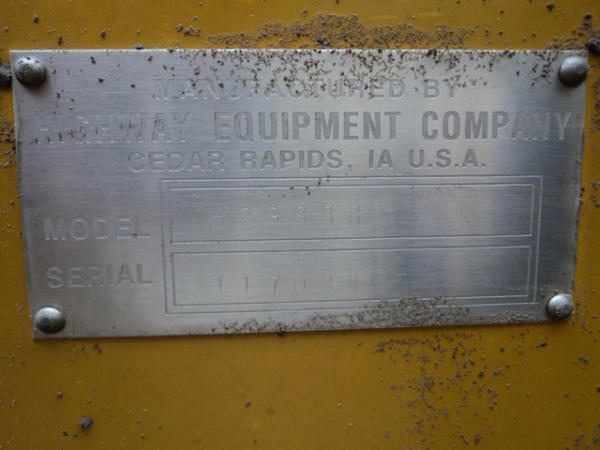 MANUFACTURED BY
HIGHWAY EQUIPMENT COMPANY
CEDAR RAPIDS, IA U.S.A.
MODEL
SERIAL